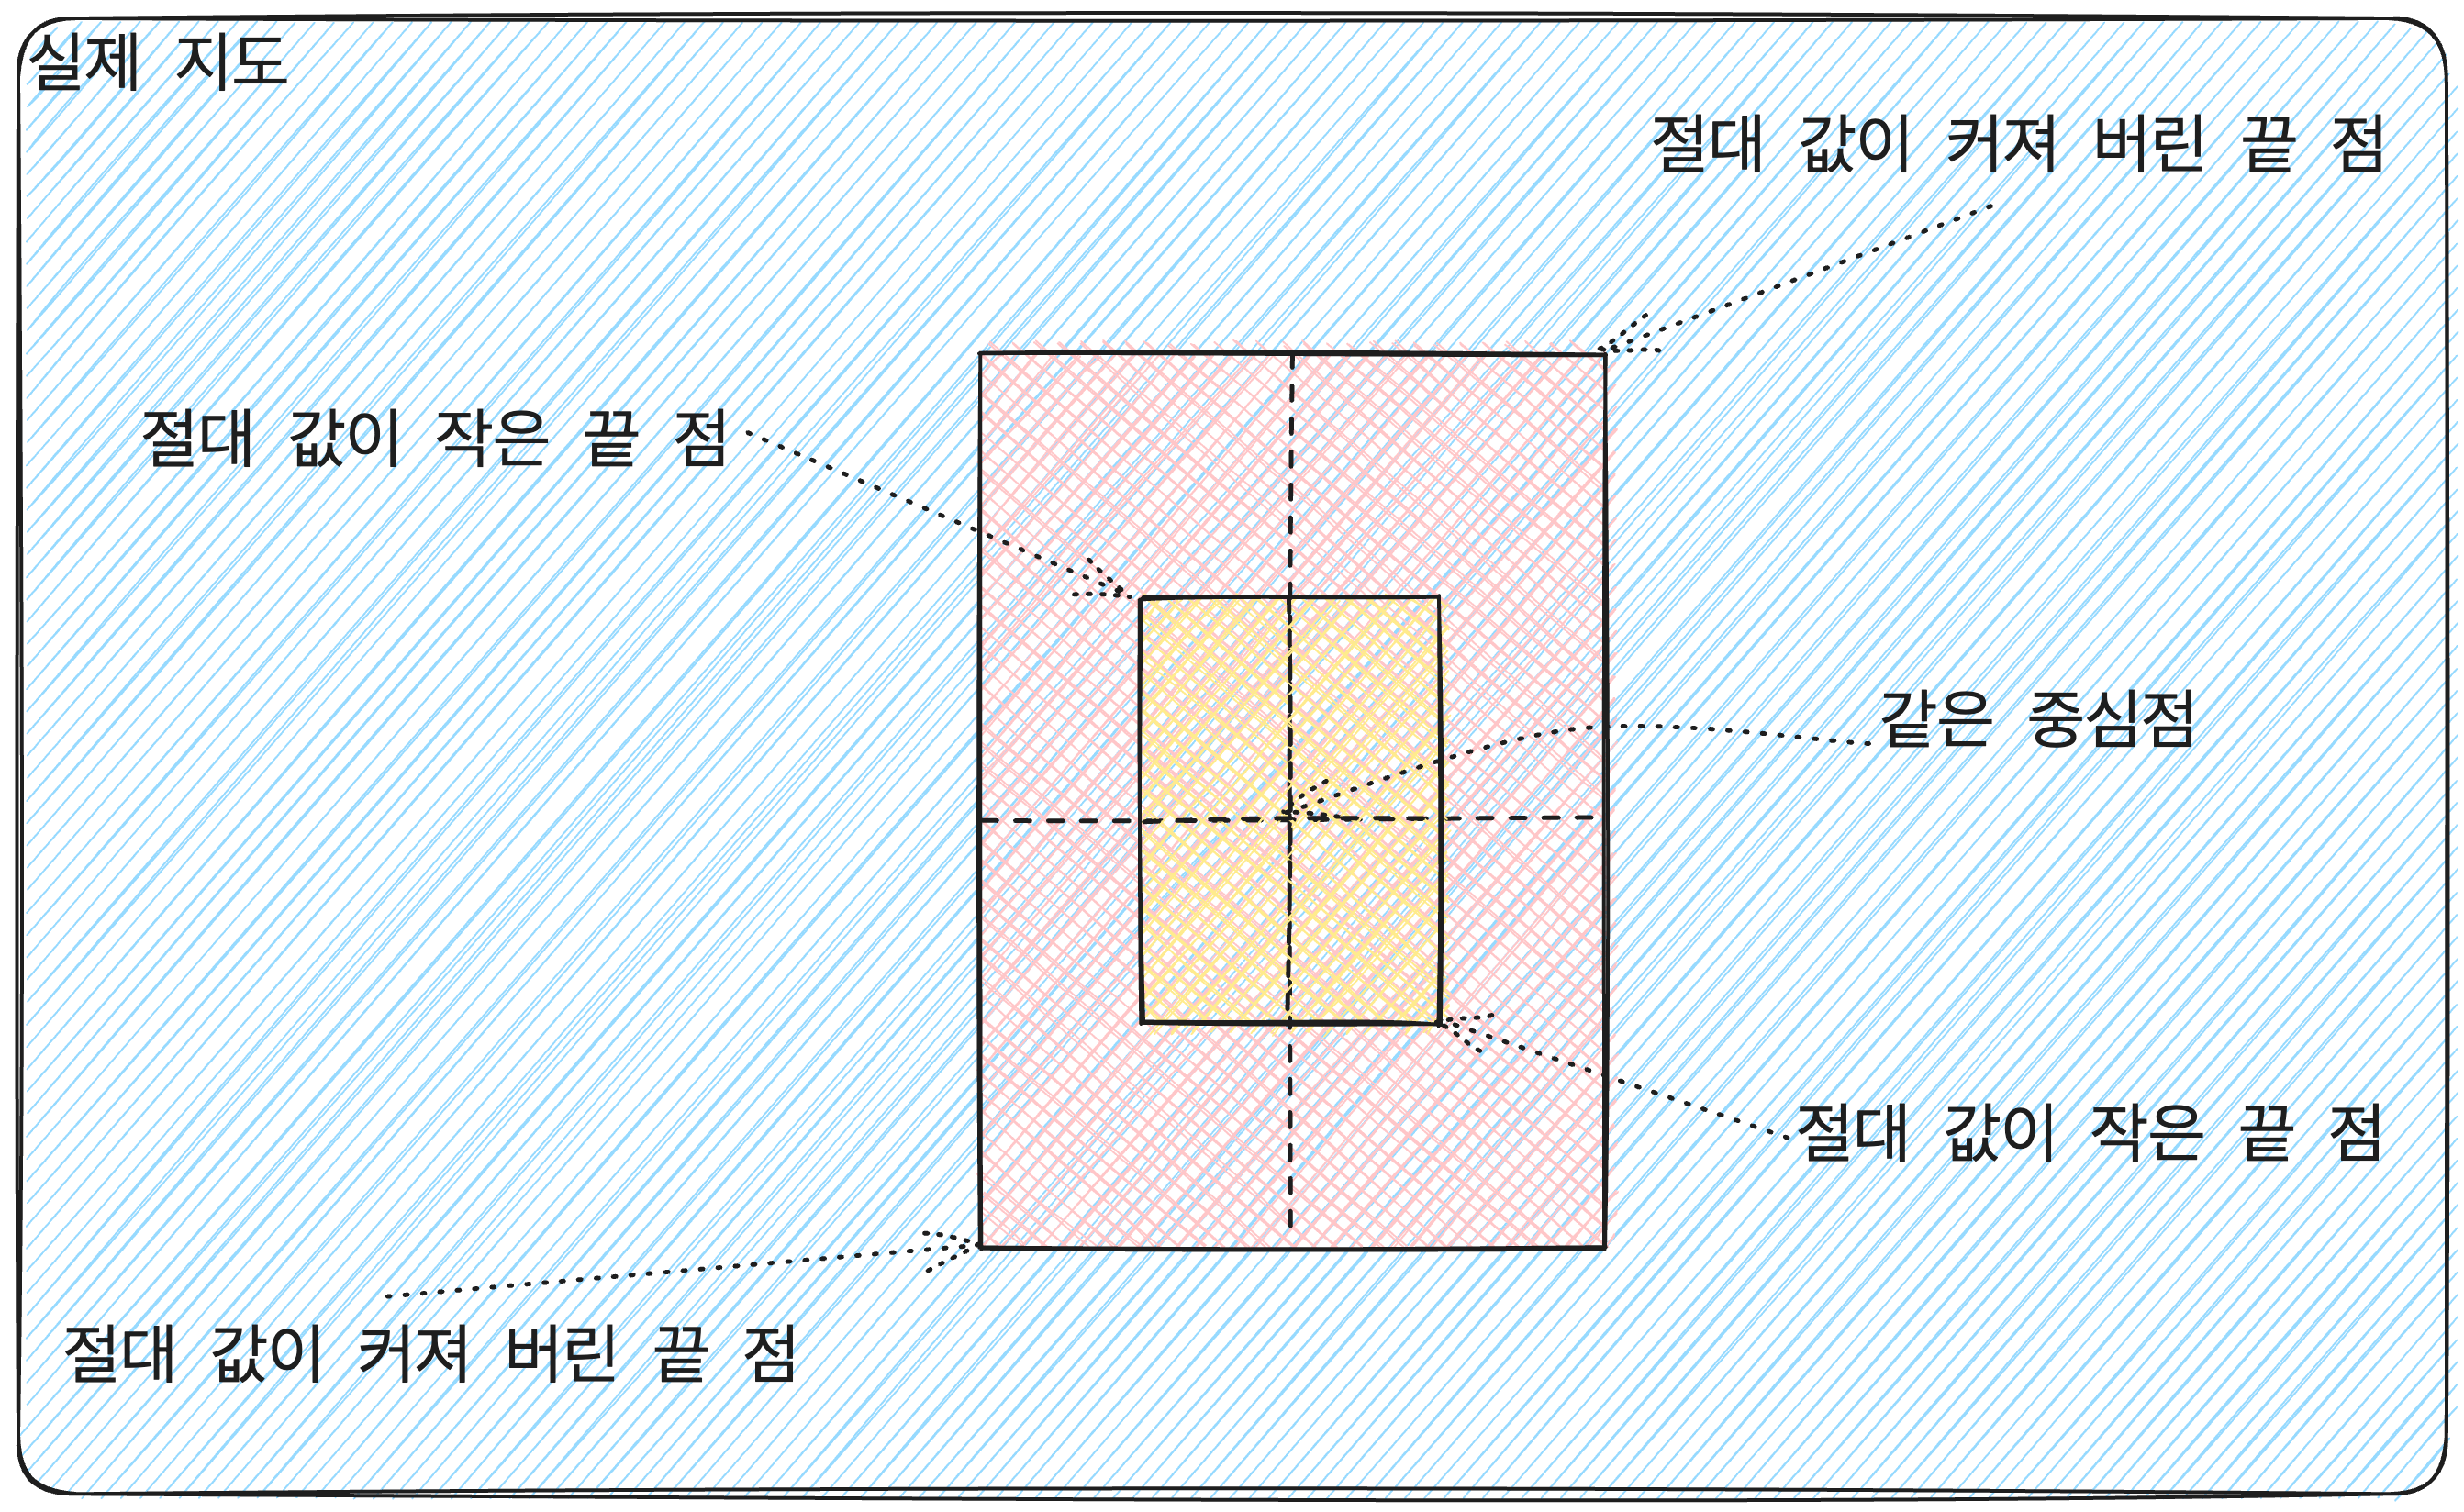 실제 지도
절대 값이 커져 버린 끝 점
절대 값이 작은 끝 점
같은 중심점
절대 값이 작은 끝 점
절대 값이 커져 버린 끝 점